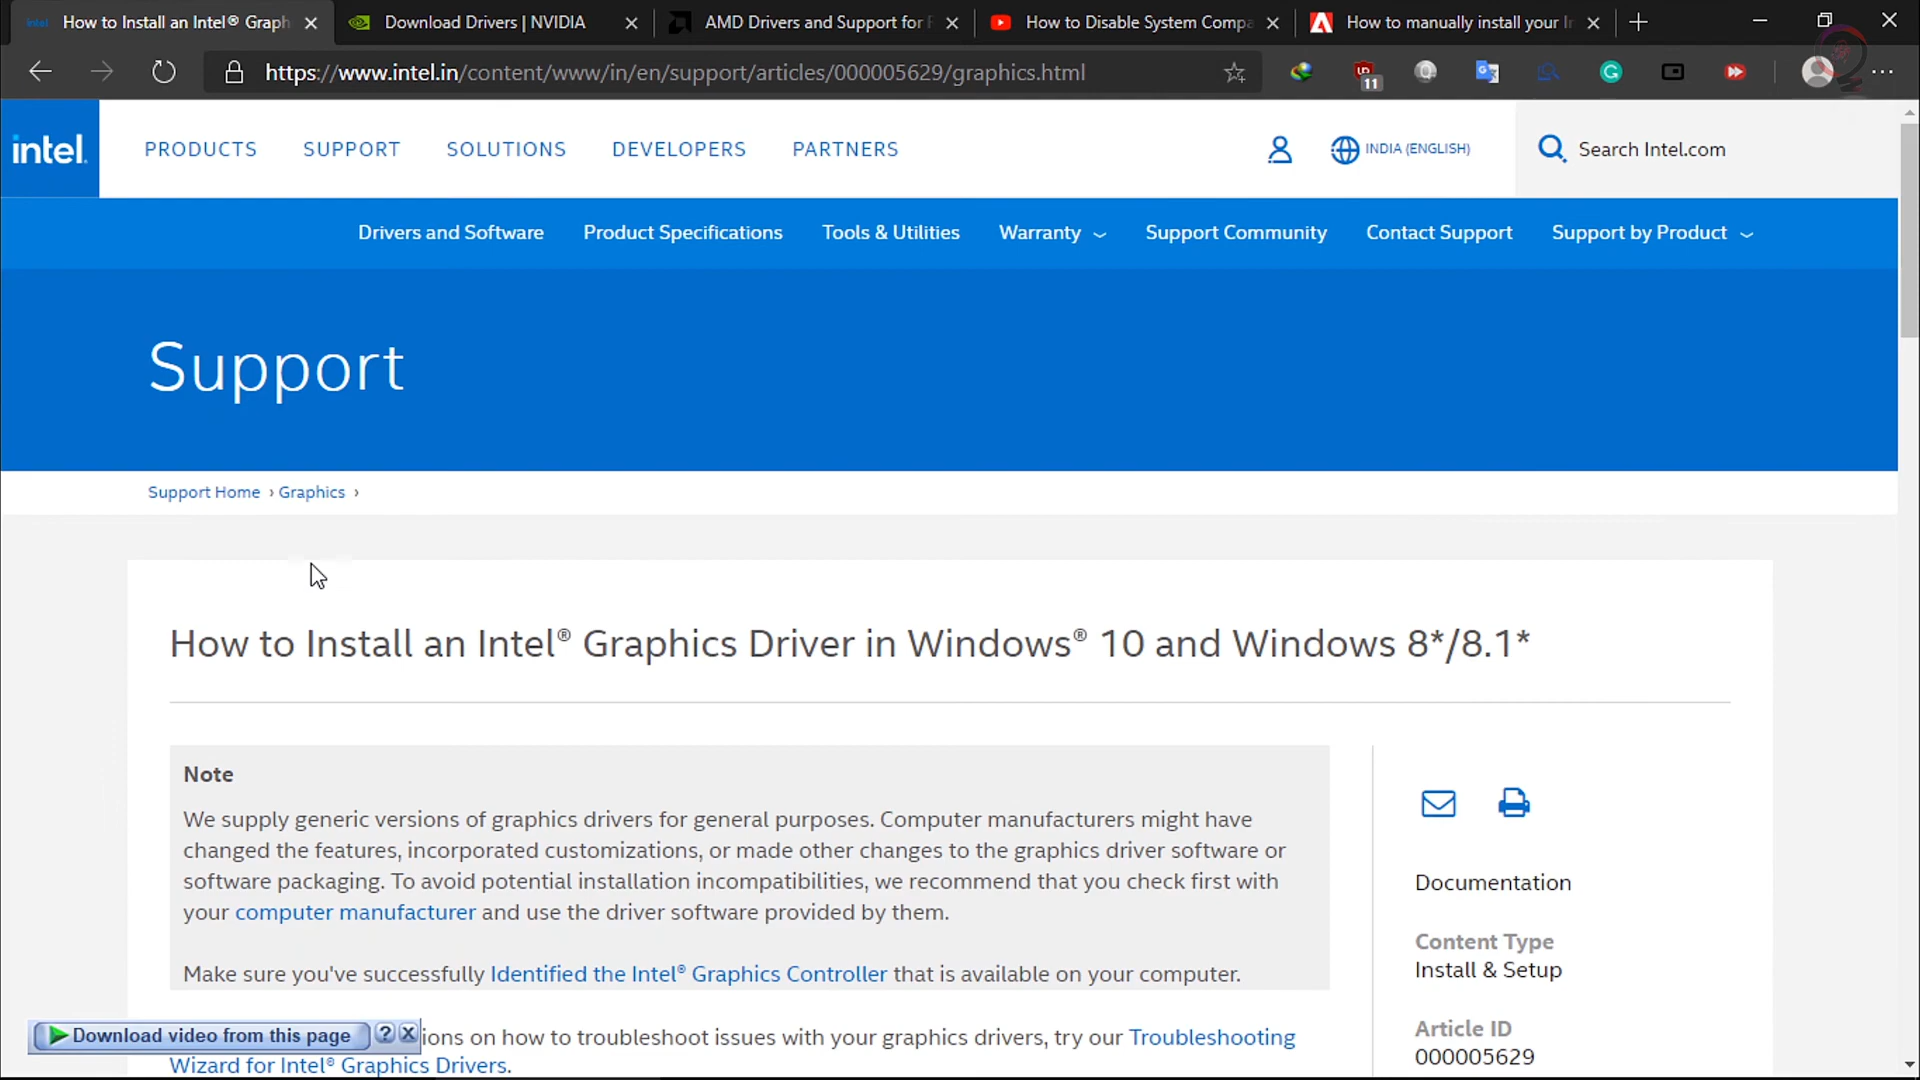 How to Install an Intel® Graph
Download Drivers | NVIDIA
AMD Drivers and Support for
How to Disable System Compa
How to manually install your
https://www.intel.in/content/www/in/en/support/articles/000005629/graphics.html
11
intel.
PRODUCTS
SUPPORT
SOLUTIONS
DEVELOPERS
PARTNERS
INDIA (ENGLISH)
Search Intel.com
Drivers and Software
Product Specifications
Tools & Utilities
Warranty
Support Community
Contact Support
Support by Product
Support
Support Home › Graphics ›
How to Install an Intel® Graphics Driver in Windows® 10 and Windows 8*/8.1*
Note
We supply generic versions of graphics drivers for general purposes. Computer manufacturers might have
changed the features, incorporated customizations, or made other changes to the graphics driver software or
software packaging. To avoid potential installation incompatibilities, we recommend that you check first with
your computer manufacturer and use the driver software provided by them.
Make sure you've successfully Identified the Intel® Graphics Controller that is available on your computer.
Documentation
Content Type
Install & Setup
Article ID
000005629
Download video from this page
ions on how to troubleshoot issues with your graphics drivers, try our Troubleshooting
Wizard for Intel® Graphics Drivers.